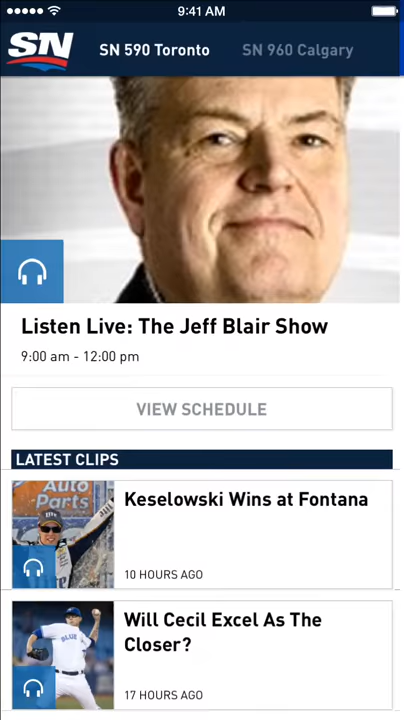 9:41 AM
SN
SN 590 Toronto
SN 960 Calgary
Listen Live: The Jeff Blair Show
9:00 am - 12:00 pm
VIEW SCHEDULE
LATEST CLIPS
Auto
Parts
Keselowski Wins at Fontana
10 HOURS AGO
BLUE
Will Cecil Excel As The
Closer?
17 HOURS AGO